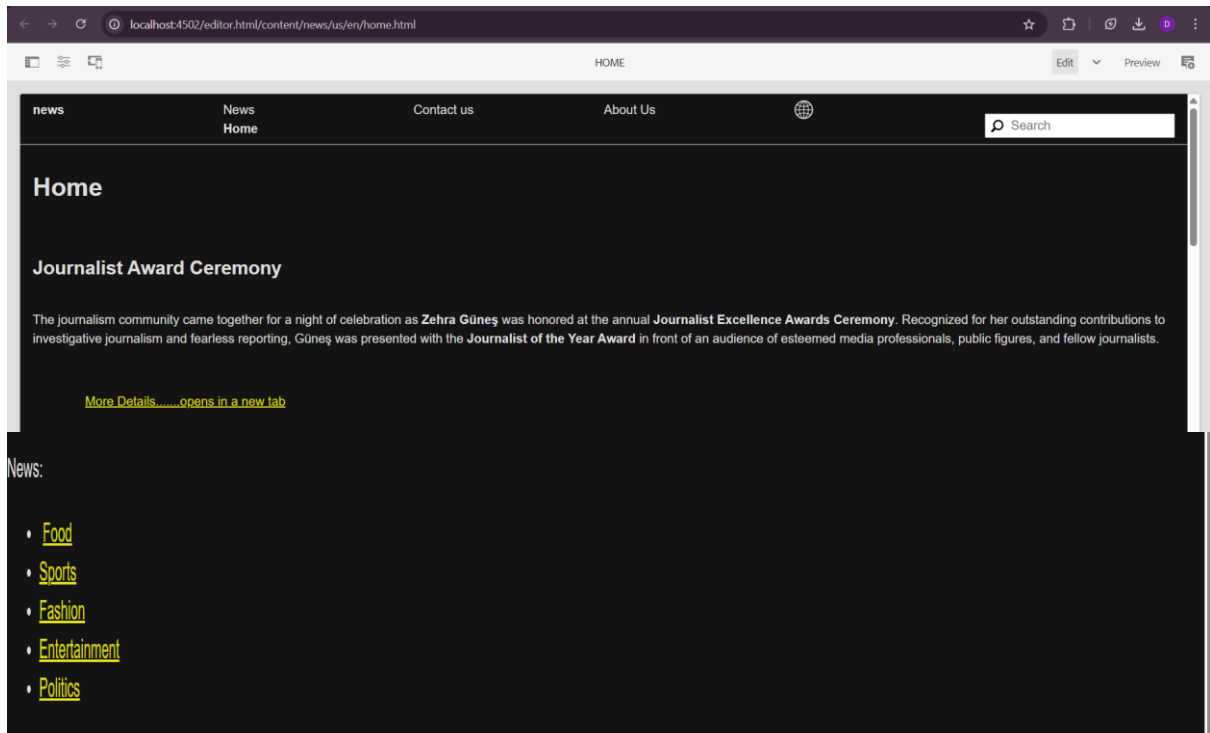 localhost:4502/editor.html/content/news/us/en/home.html
D
HOME
Edit
Preview
news
News
Contact us
About Us
Home
Search
Home
Journalist Award Ceremony
The journalism community came together for a night of celebration as Zehra Güneş was honored at the annual Journalist Excellence Awards Ceremony. Recognized for her outstanding contributions to
investigative journalism and fearless reporting, Güneş was presented with the Journalist of the Year Award in front of an audience of esteemed media professionals, public figures, and fellow journalists.
More Details.......opens in a new tab
News:
• Food
• Sports
• Fashion
• Entertainment
• Politics